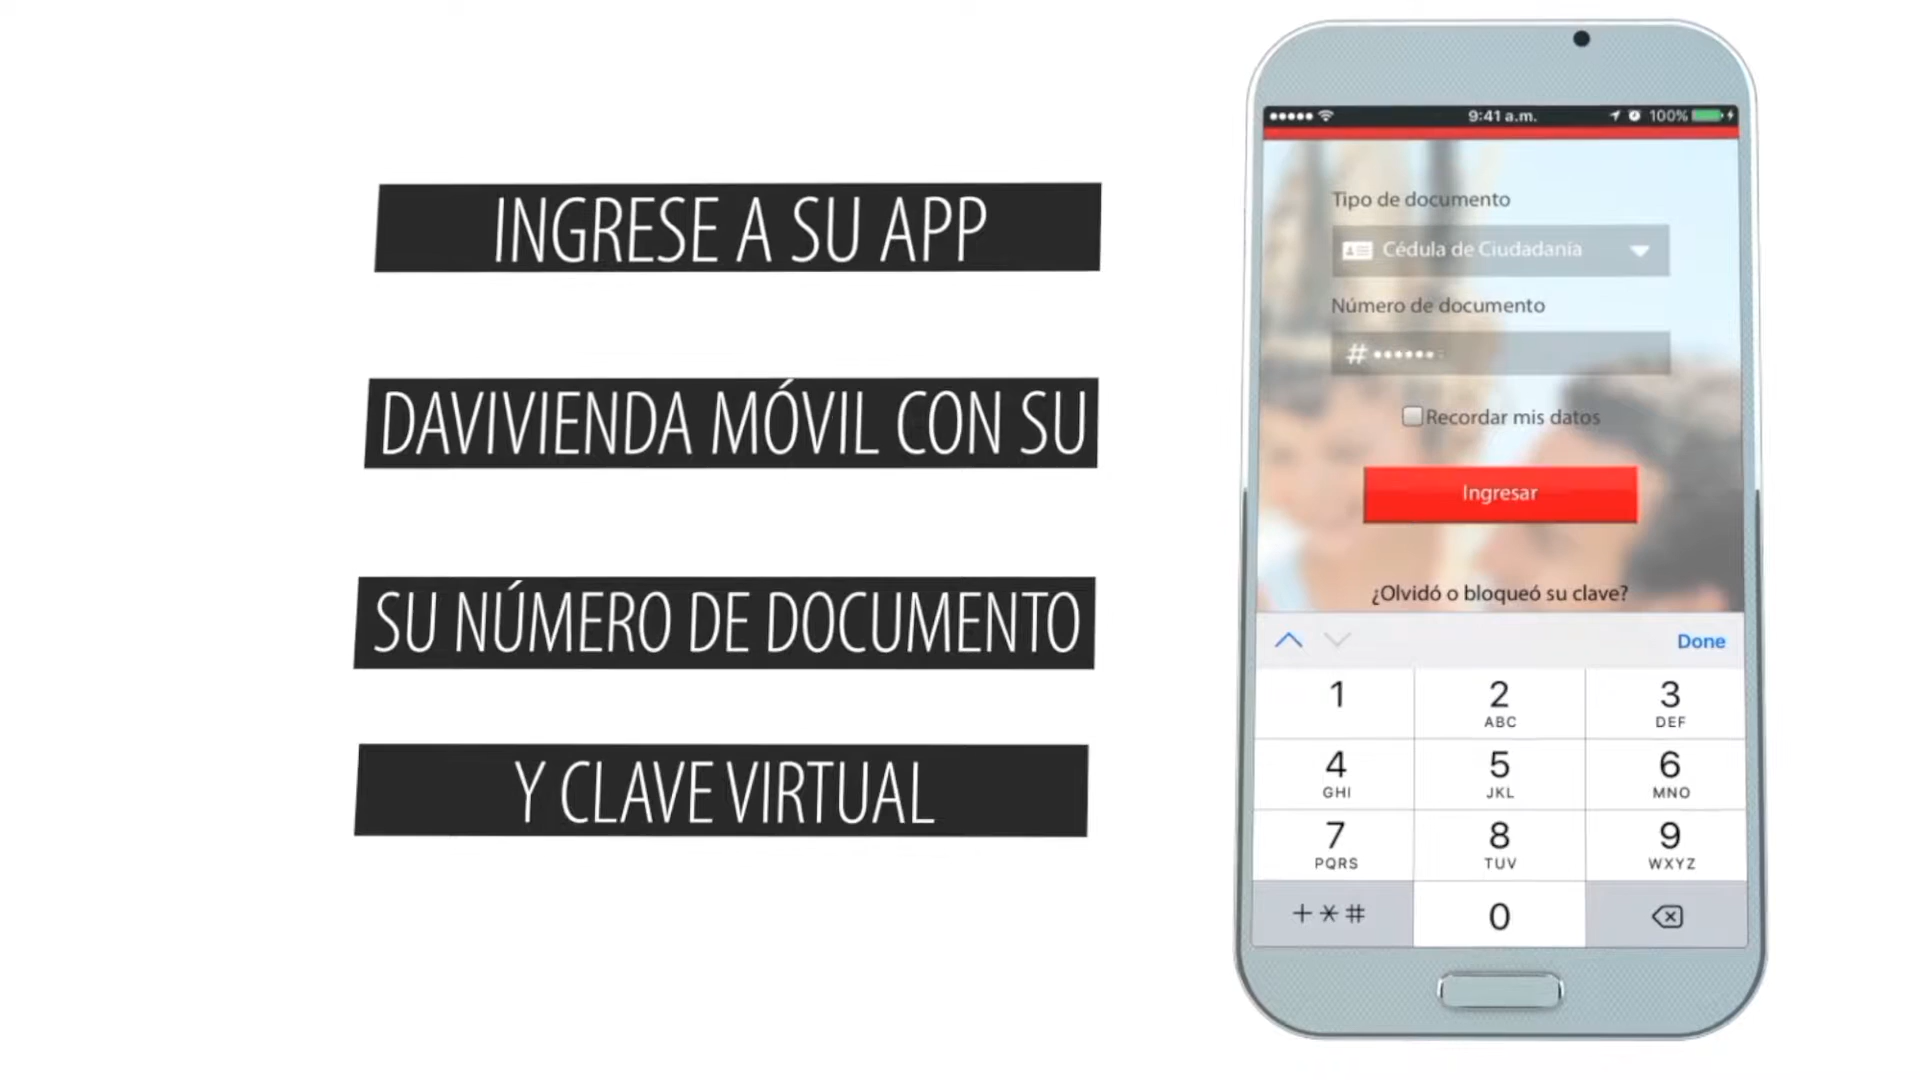 INGRESE A SU APP
DAVIVIENDA MÓVIL CON SU
SU NÚMERO DE DOCUMENTO
Y CLAVE VIRTUAL
9:41 a.m.
100%
Tipo de documento
Cédula de Ciudadanía
Número de documento
# ••••••
Recordar mis datos
Ingresar
¿Olvidó o bloqueó su clave?
Done
1
2
3
ABC
DEF
4
5
6
GHI
JKL
MNO
7
8
9
PQRS
TUV
WXYZ
+*#
0